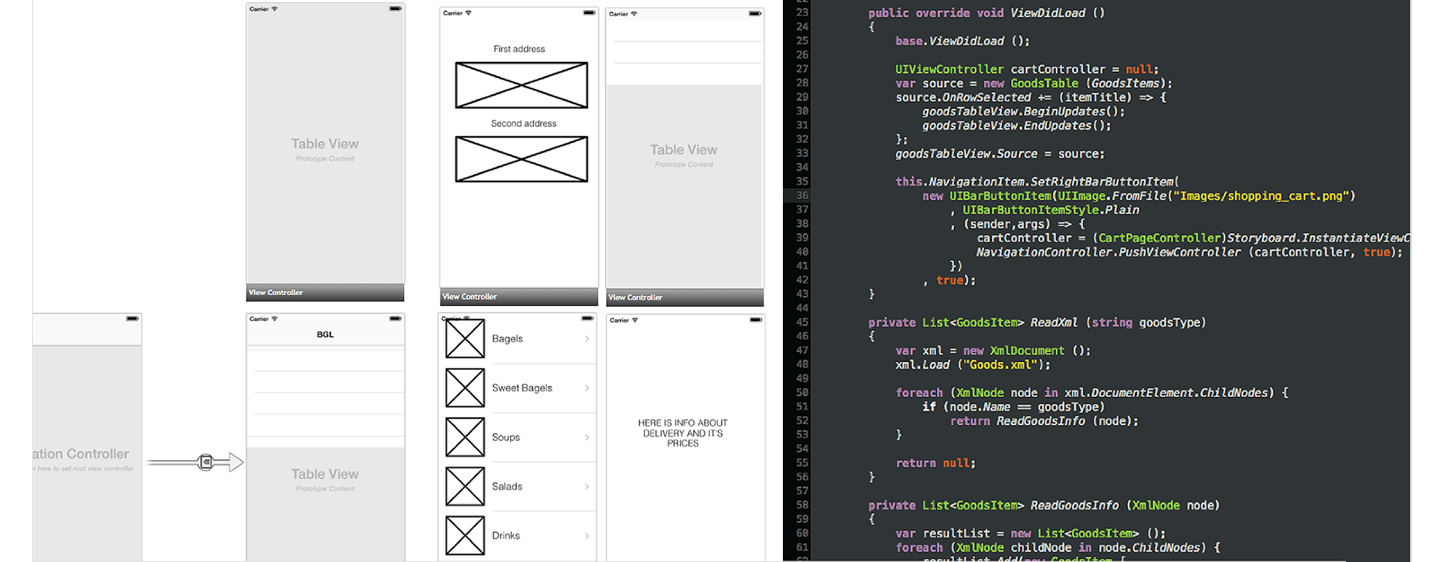 Carrier
Table View
Prototype Content
View Controller
Carrier
First address
Second address
View Controller
Carrier
Table View
Prototype Content
View Controller
ation Controller
here to set root view controller.
Carrier
BGL
Table View
Prototype Content
Carrier
Bagels
Sweet Bagels
Soups
Salads
Drinks
Carrier
HERE IS INFO ABOUT
DELIVERY AND IT'S
PRICES
23 public override void ViewDidLoad ()
24 {
25 base.ViewDidLoad ();
26
27 UIViewController cartController = null;
28 var source = new GoodsTable (GoodsItems);
29 source.OnRowSelected += (itemTitle) => {
30 goodsTableView.BeginUpdates();
31 goodsTableView.EndUpdates();
32 };
33 goodsTableView.Source = source;
34
35 this.NavigationItem.SetRightBarButtonItem(
36 new UIBarButtonItem(UIImage.FromFile("Images/shopping_cart.png")
37 , UIBarButtonItemStyle.Plain
38 , (sender,args) => {
39 cartController = (CartPageController)Storyboard.InstantiateViewC
40 NavigationController.PushViewController (cartController, true);
41 })
42 , true);
43 }
44
45 private List<GoodsItem> ReadXml (string goodsType)
46 {
47 var xml = new XmlDocument ();
48 xml.Load ("Goods.xml");
49
50 foreach (XmlNode node in xml.DocumentElement.ChildNodes) {
51 if (node.Name == goodsType)
52 return ReadGoodsInfo (node);
53 }
54
55 return null;
56 }
57
58 private List<GoodsItem> ReadGoodsInfo (XmlNode node)
59 {
60 var resultList = new List<GoodsItem> ();
61 foreach (XmlNode childNode in node.ChildNodes) {
resultList.Add(new GoodsItem {